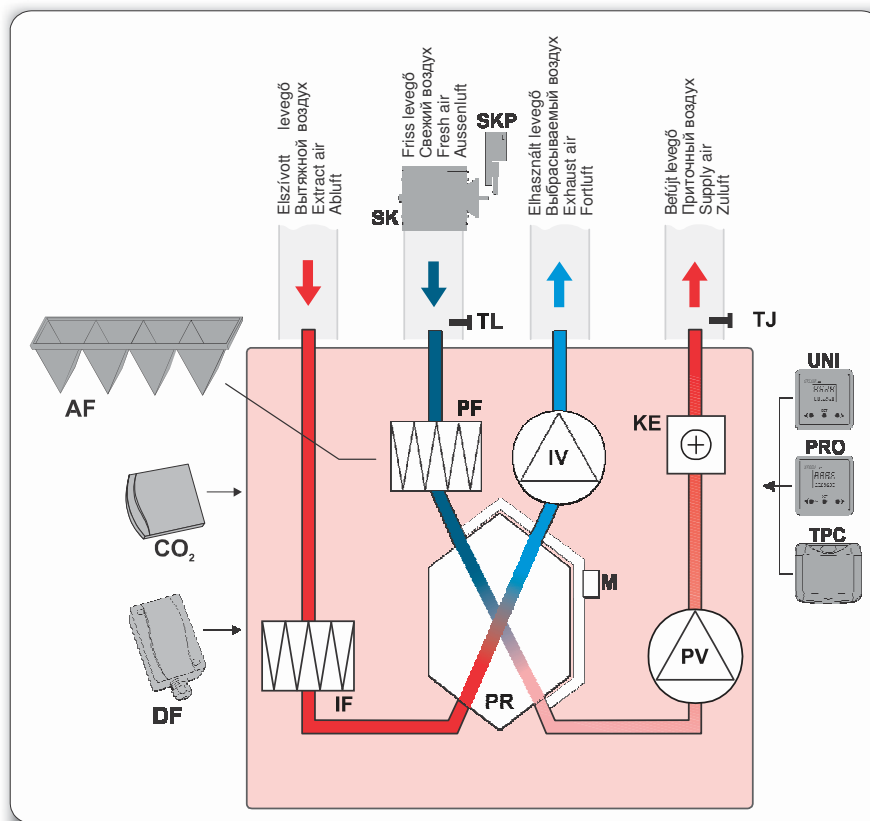 Elszívott levegő
Вытяжной воздух
Extract air
Abluft
Friss levegő
Свежий воздух
Fresh air
Aussenluft
SKP
SK
Elhasznált levegő
Выбрасываемый воздух
Exhaust air
Fortluft
Befújt levegő
Приточный воздух
Supply air
Zuluft
TL
TJ
AF
PF
IV
KE
UNI
PRO
TPC
CO₂
M
DF
IF
PR
PV